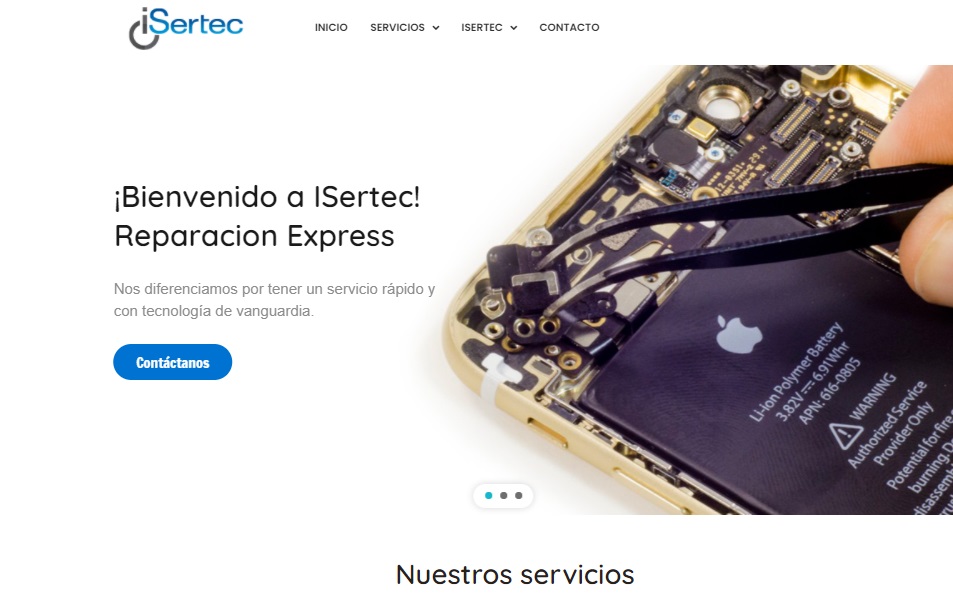 iSertec
INICIO
SERVICIOS
ISERTEC
CONTACTO
¡Bienvenido a ISertec!
Reparacion Express
Nos diferenciamos por tener un servicio rápido y
con tecnología de vanguardia.
Contáctanos
Li-ion Polymer Battery
3.82V 6.91Whr
APN: 616-0805
WARNING
Authorized Service
Provider Only
Potential for fire
burning. D
Nuestros servicios